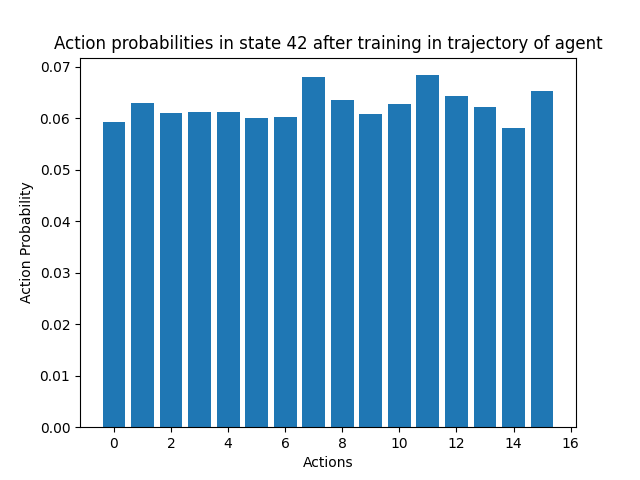 Action probabilities in state 42 after training in trajectory of agent
0.07
0.06
0.05
0.04
0.03
0.02
0.01
0.00
Action Probability
0 2 4 6 8 10 12 14 16
Actions